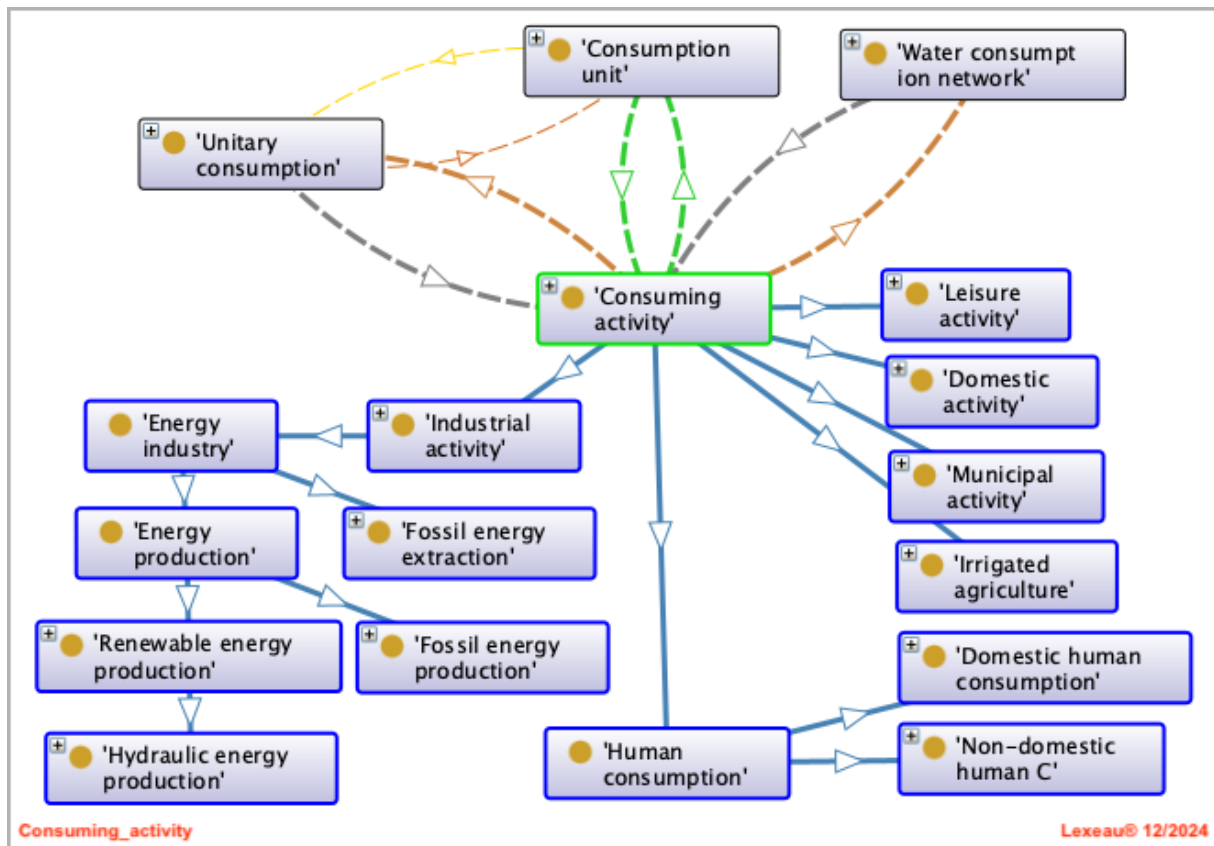 'Consumption
unit'
'Water consumpt
ion network'
'Unitary
consumption'
'Consuming
activity'
'Leisure
activity'
'Domestic
activity'
'Energy
industry'
'Industrial
activity'
'Municipal
activity'
'Energy
production'
'Fossil energy
extraction'
'Irrigated
agriculture'
'Renewable energy
production'
'Fossil energy
production'
'Domestic human
consumption'
'Hydraulic energy
production'
'Human
consumption'
'Non-domestic
human C'
Consuming_activity
Lexeau® 12/2024